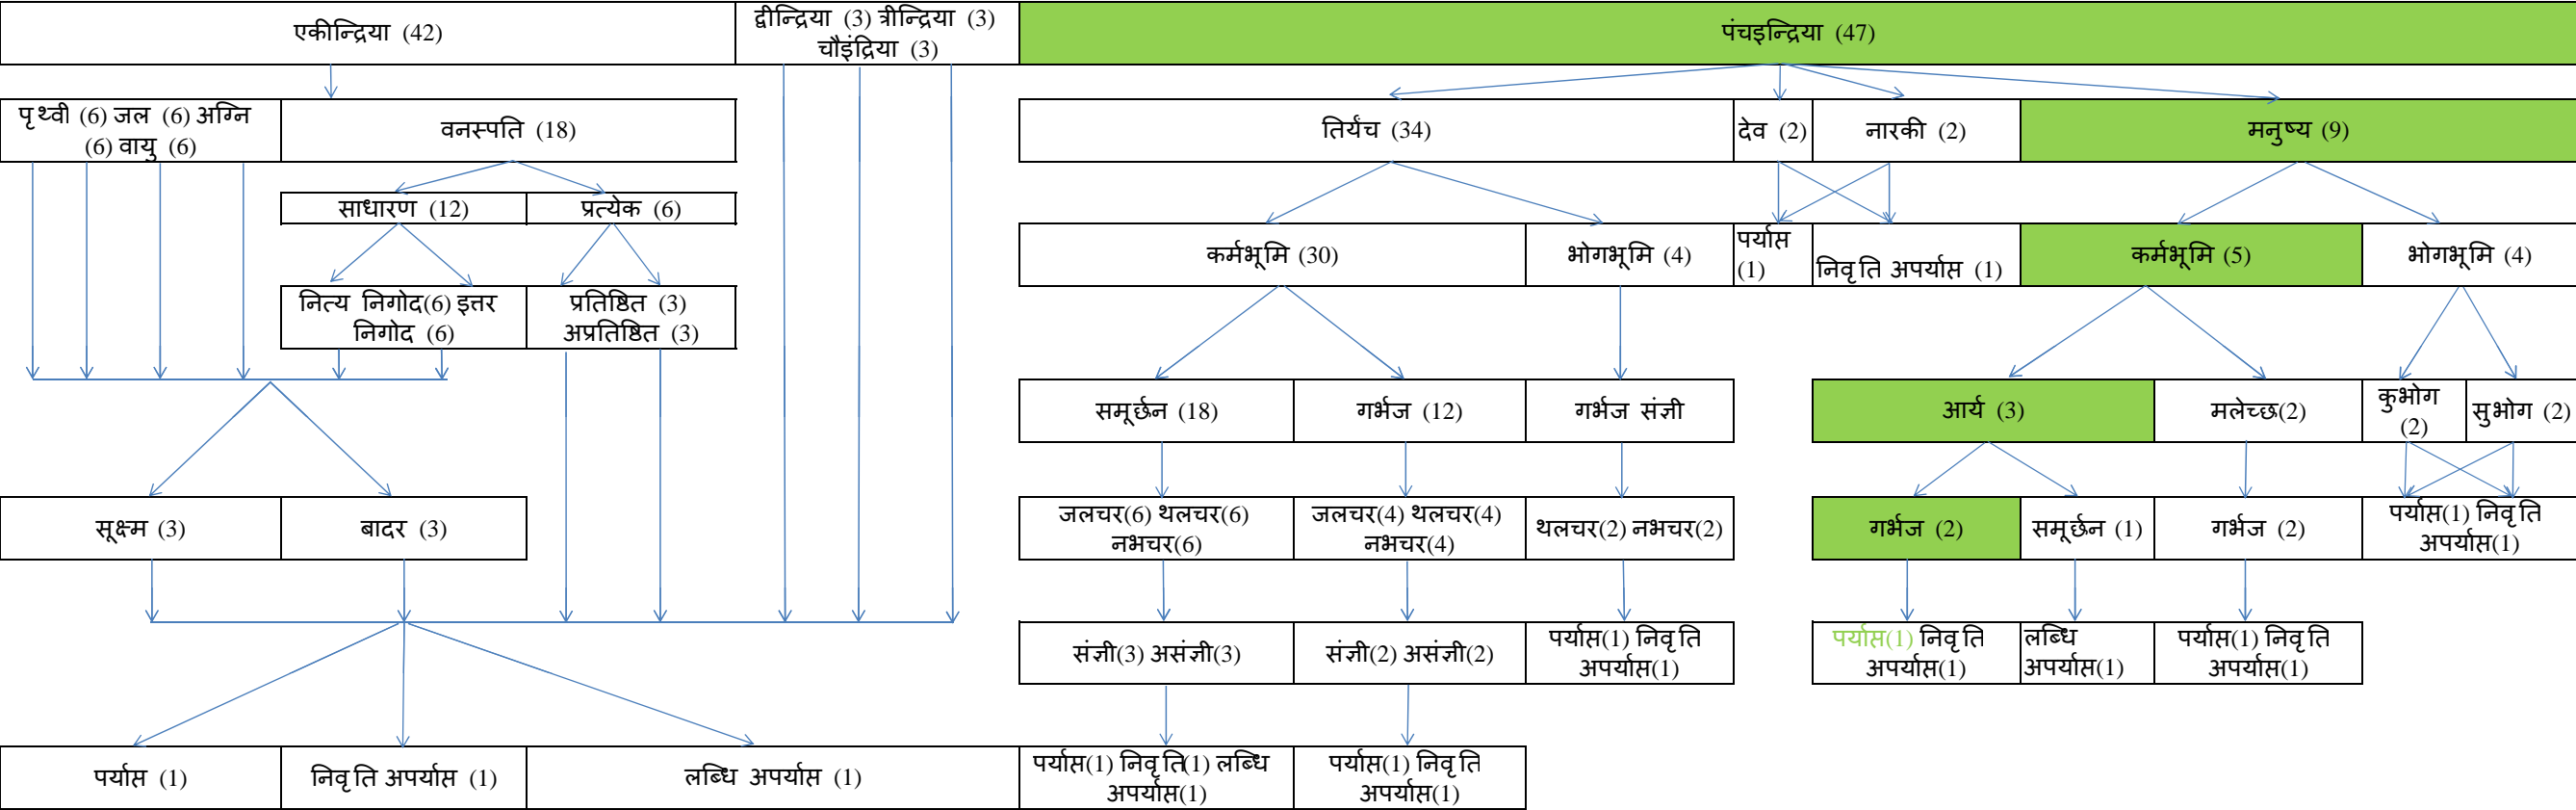 एकीन्द्रिया (42)
द्वीन्द्रिया (3) त्रीन्द्रिया (3)
चौइंद्रिया (3)
पंचइन्द्रिया (47)
पृथ्वी (6) जल (6) अग्नि
(6) वायु (6)
वनस्पति (18)
तिर्यंच (34)
देव (2)
नारकी (2)
मनुष्य (9)
साधारण (12)
प्रत्येक (6)
कर्मभूमि (30)
भोगभूमि (4)
पर्याप्त
(1)
निवृति अपर्याप्त (1)
कर्मभूमि (5)
भोगभूमि (4)
नित्य निगोद(6) इत्तर
निगोद (6)
प्रतिष्ठित (3)
अप्रतिष्ठित (3)
समूर्छन (18)
गर्भज (12)
गर्भज संज्ञी
आर्य (3)
मलेच्छ(2)
कुभोग
(2)
सुभोग (2)
सूक्ष्म (3)
बादर (3)
जलचर(6) थलचर(6)
नभचर(6)
जलचर(4) थलचर(4)
नभचर(4)
थलचर(2) नभचर(2)
गर्भज (2)
समूर्छन (1)
गर्भज (2)
पर्याप्त(1) निवृति
अपर्याप्त(1)
संज्ञी(3) असंज्ञी(3)
संज्ञी(2) असंज्ञी(2)
पर्याप्त(1) निवृति
अपर्याप्त(1)
पर्याप्त(1) निवृति
अपर्याप्त(1)
लब्धि
अपर्याप्त(1)
पर्याप्त(1) निवृति
अपर्याप्त(1)
पर्याप्त (1)
निवृति अपर्याप्त (1)
लब्धि अपर्याप्त (1)
पर्याप्त(1) निवृति(1) लब्धि
अपर्याप्त(1)
पर्याप्त(1) निवृति
अपर्याप्त(1)